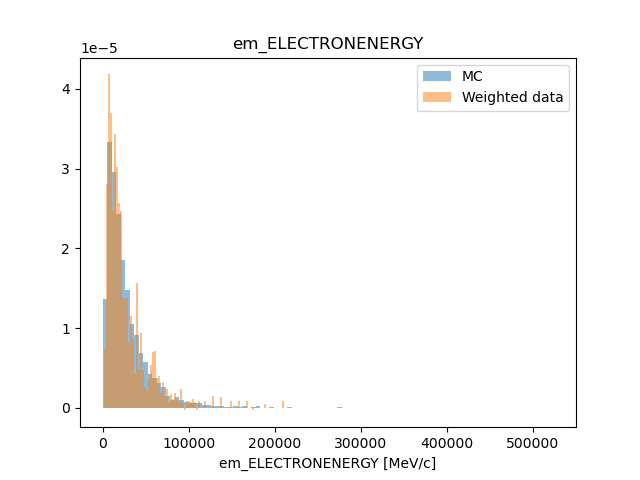 em_ELECTRONENERGY
1e−5
MC
Weighted data
4
3
2
1
0
0 100000 200000 300000 400000 500000
em_ELECTRONENERGY [MeV/c]